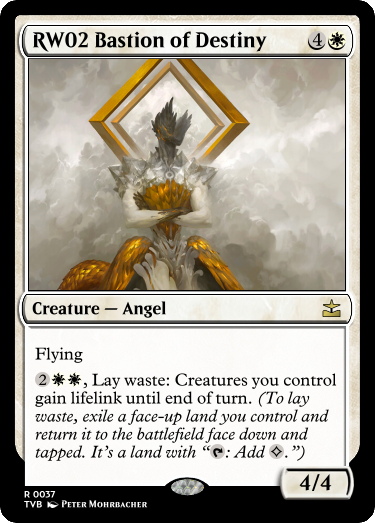 RW02 Bastion of Destiny 4
Creature — Angel
Flying
2, Lay waste: Creatures you control
gain lifelink until end of turn. (To lay
waste, exile a face-up land you control and
return it to the battlefield face down and
tapped. It's a land with “: Add .”)
4/4
R 0037
TVB Peter Mohrbacher